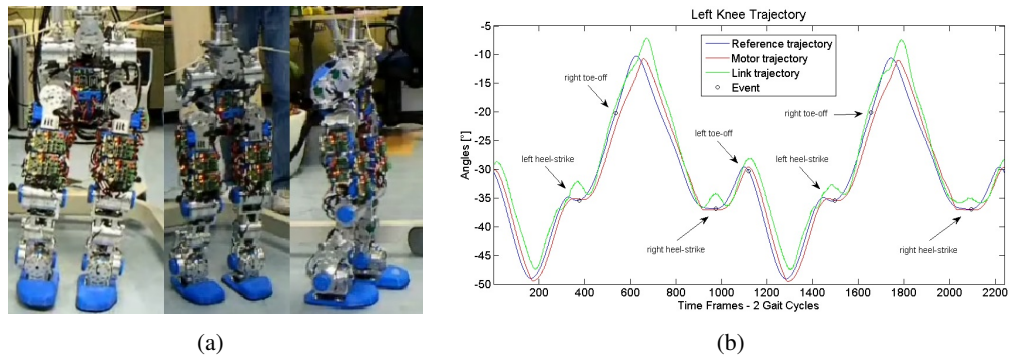 Left Knee Trajectory
Reference trajectory
Motor trajectory
Link trajectory
Event
right toe-off
right toe-off
left toe-off
left heel-strike
left heel-strike
right heel-strike
right heel-strike
Angles [°]
-5
-10
-15
-20
-25
-30
-35
-40
-45
-50
200 400 600 800 1000 1200 1400 1600 1800 2000 2200
Time Frames - 2 Gait Cycles
(a)
(b)